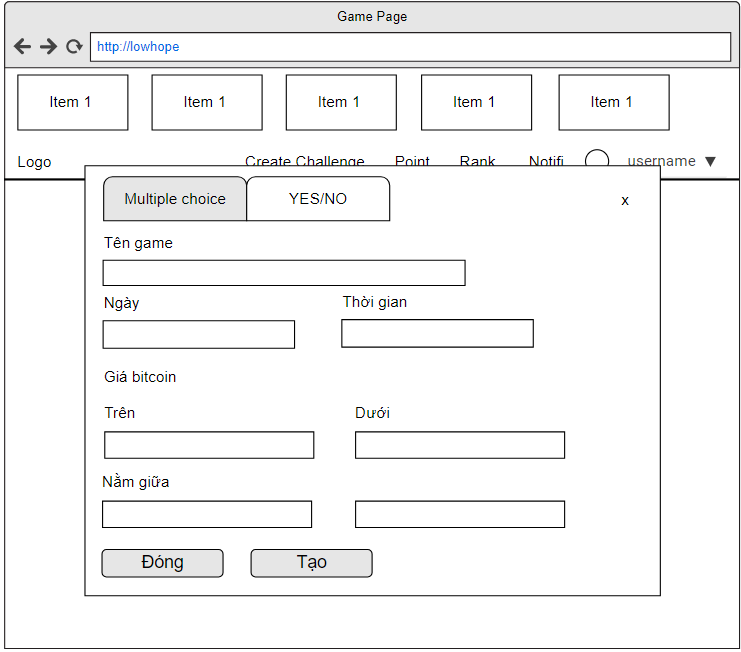 Game Page
http://lowhope
Item 1 Item 1 Item 1 Item 1 Item 1
Logo Create Challenge Point Rank Notifi username ▼
Multiple choice YES/NO x
Tên game
Ngày Thời gian
Giá bitcoin
Trên Dưới
Nằm giữa
Đóng Tạo